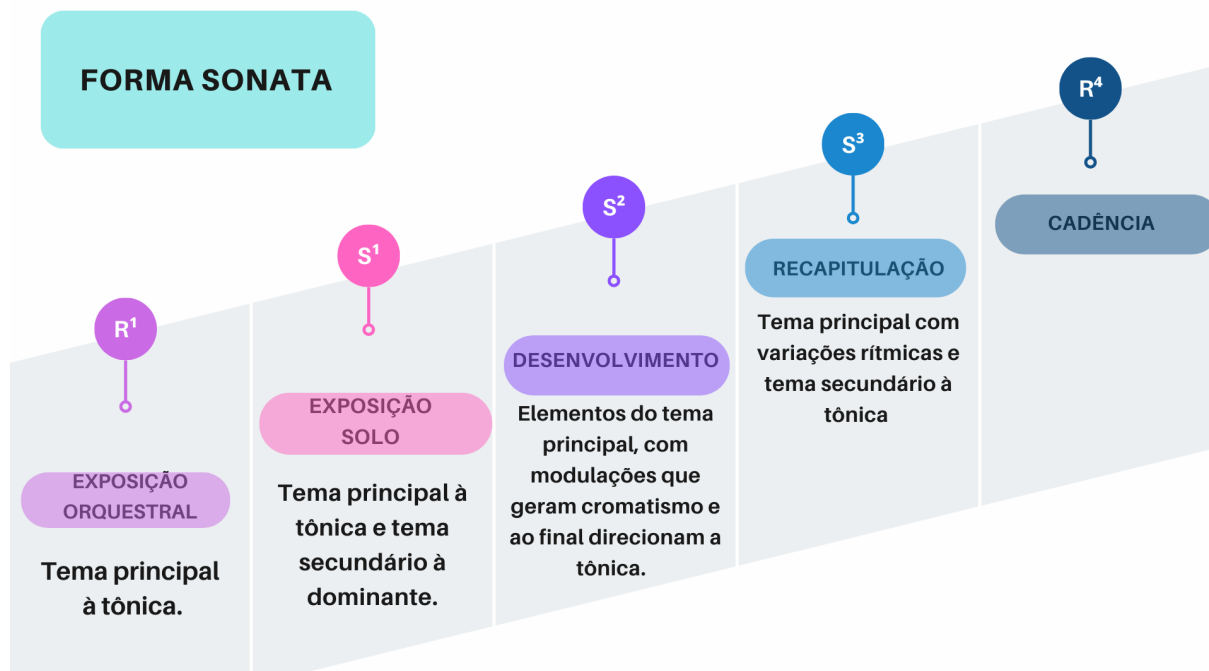 FORMA SONATA
R¹
EXPOSIÇÃO
ORQUESTRAL
Tema principal
à tônica.
S¹
EXPOSIÇÃO
SOLO
Tema principal à
tônica e tema
secundário à
dominante.
S²
DESENVOLVIMENTO
Elementos do tema
principal, com
modulações que
geram cromatismo e
ao final direcionam a
tônica.
S³
RECAPITULAÇÃO
Tema principal com
variações rítmicas e
tema secundário à
tônica
R⁴
CADÊNCIA